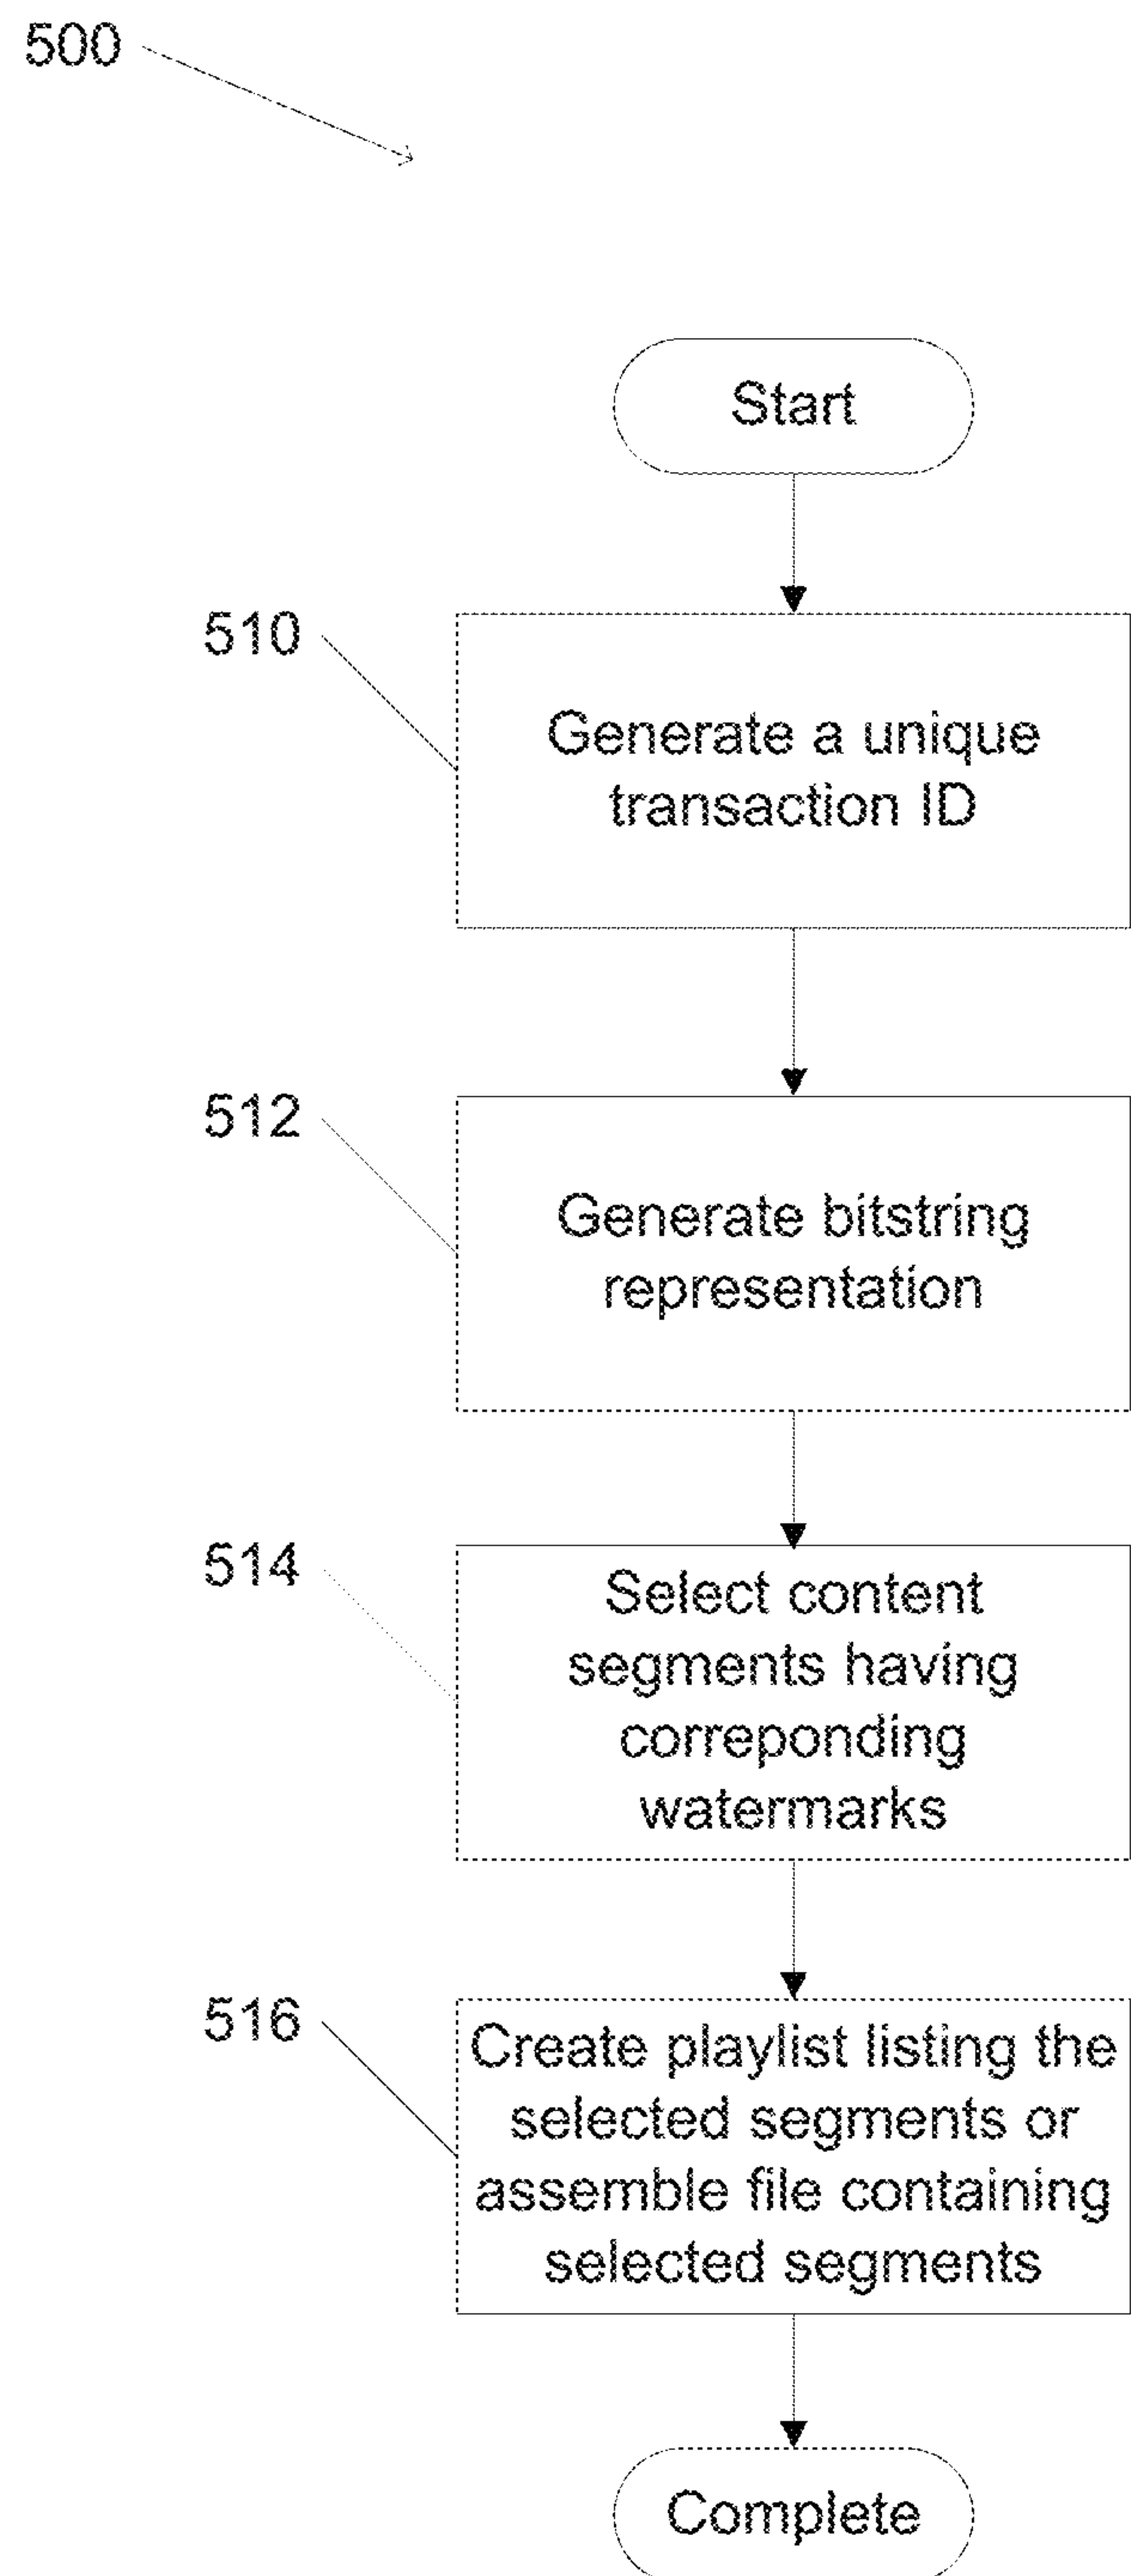 500
Start
510
Generate a unique
transaction ID
512
Generate bitstring
representation
514
Select content
segments having
correponding
watermarks
516
Create playlist listing the
selected segments or
assemble file containing
selected segments
Complete